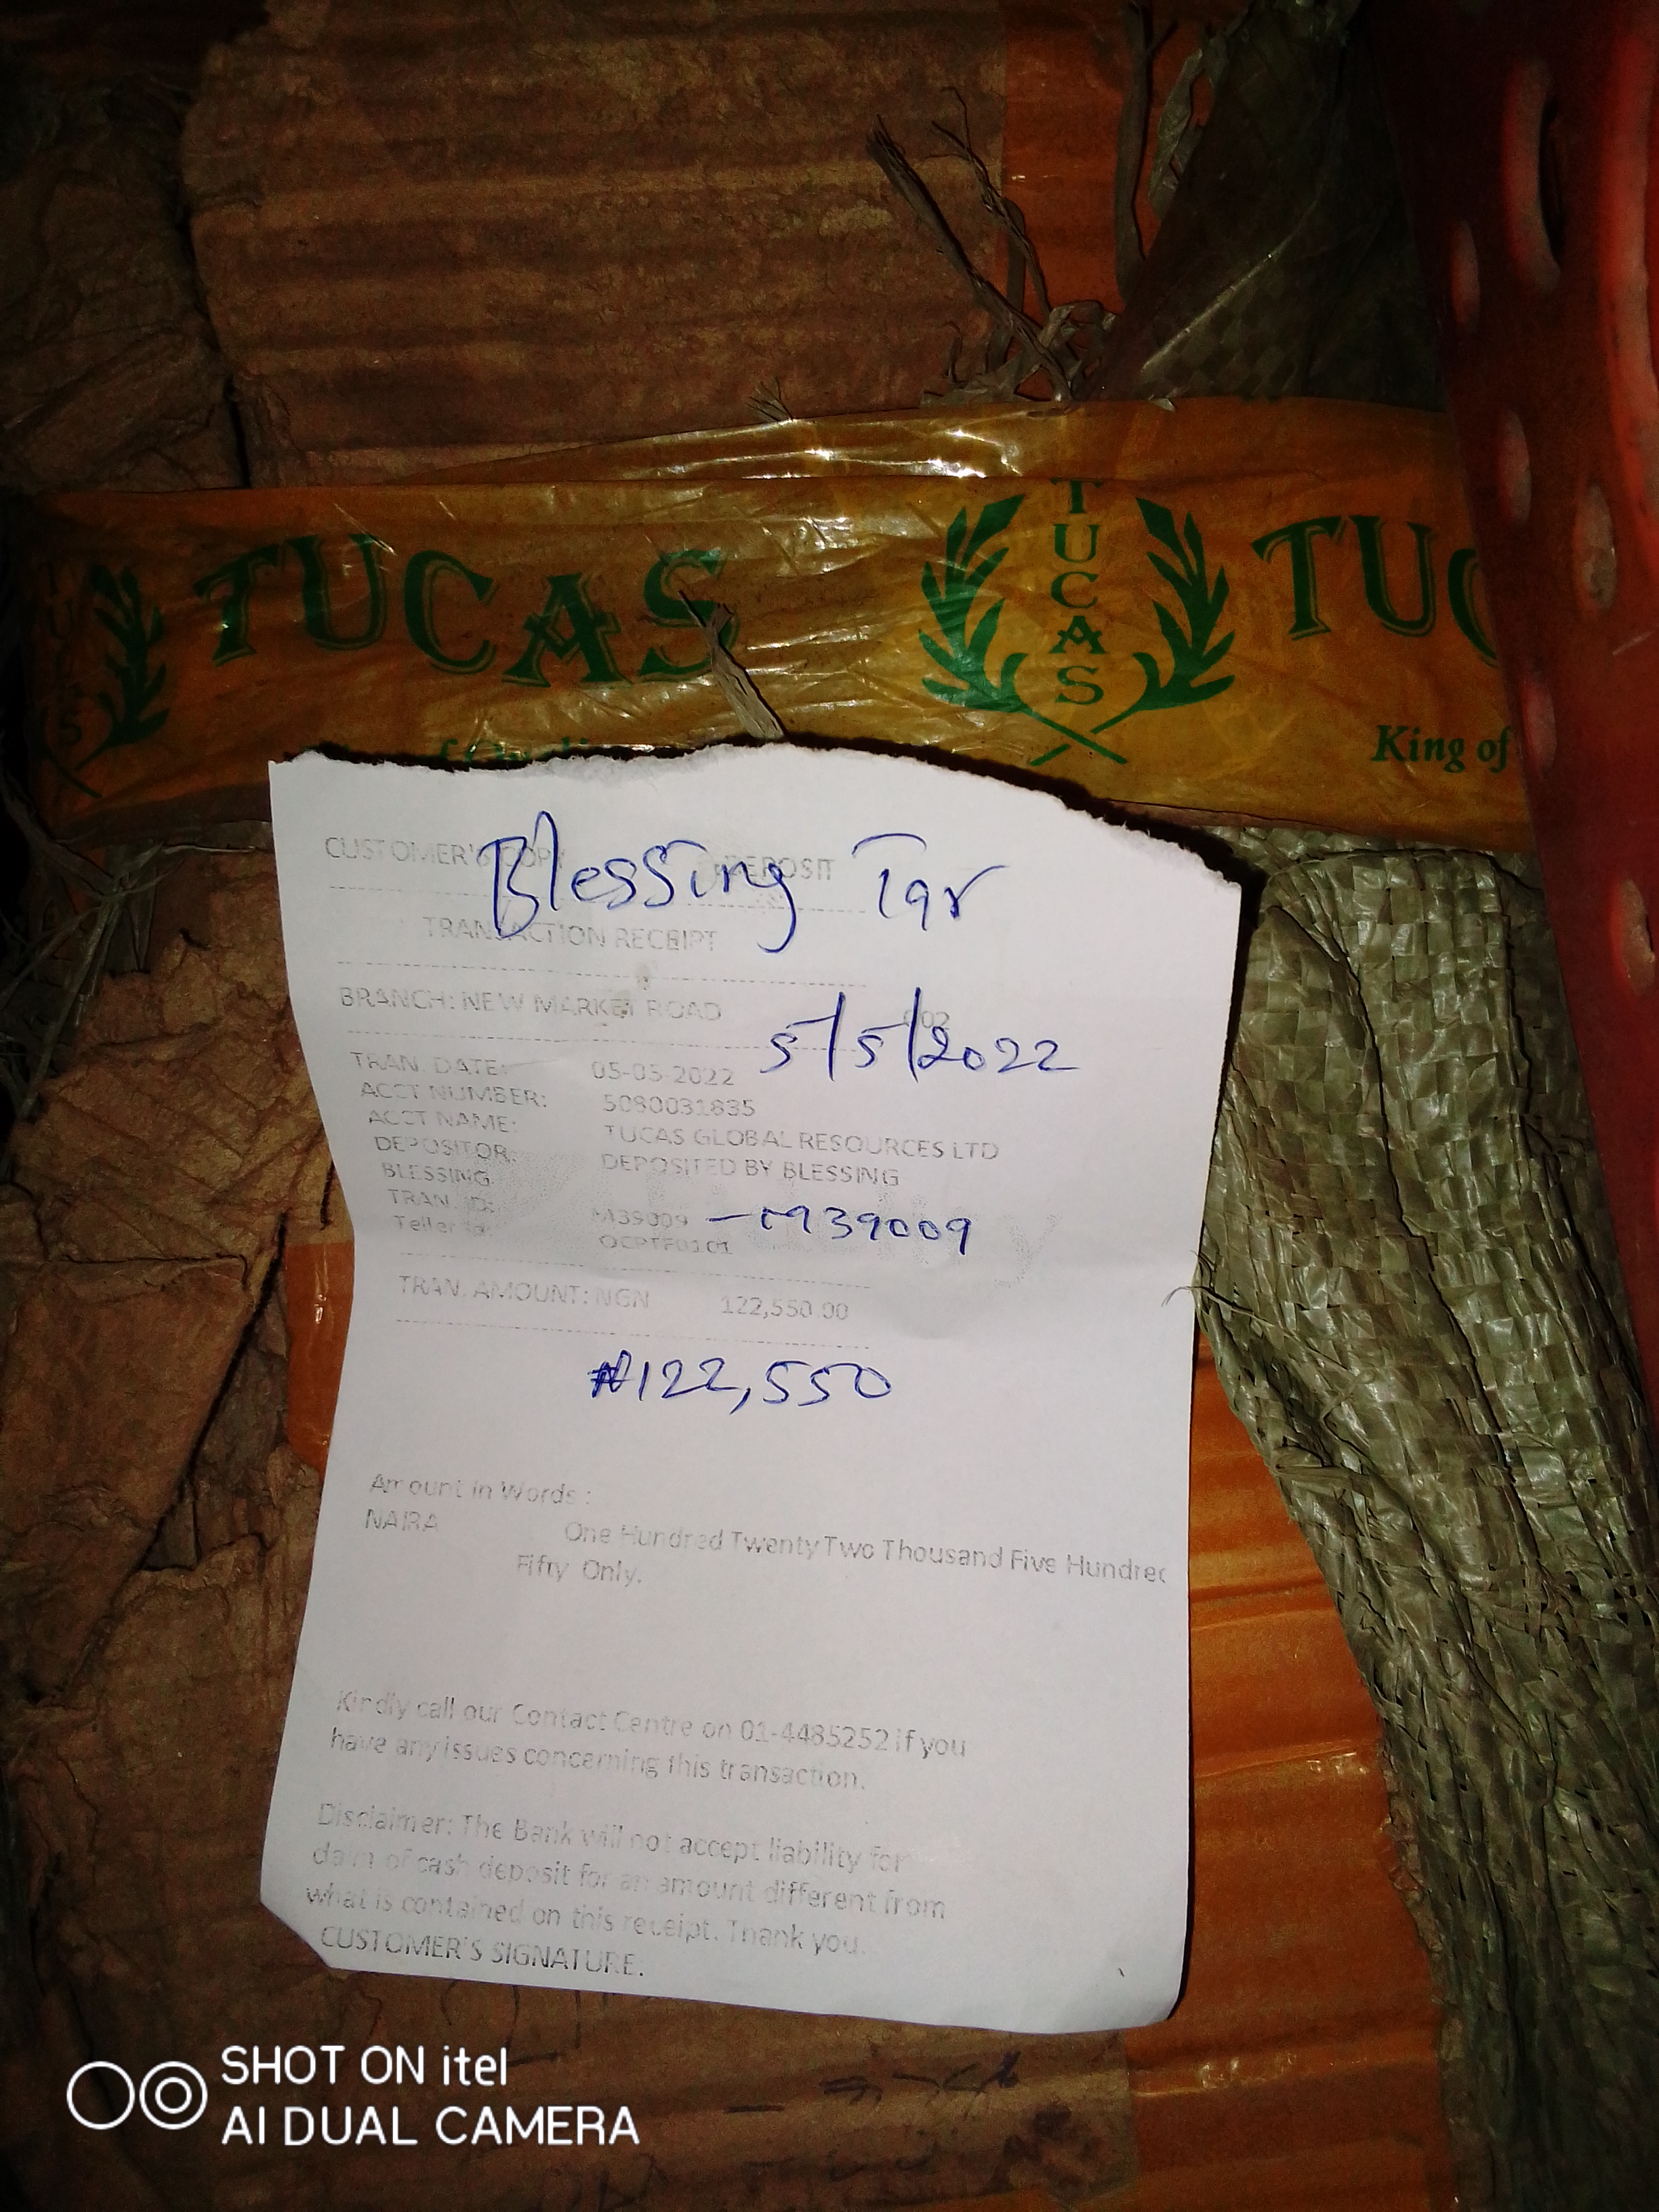 TUCAS
TUCAS
TUCAS
TUC
King of
Blessing Tar
CUSTOMER'S COPY DEPOSIT
TRANSACTION RECEIPT
BRANCH: NEW MARKET ROAD 002
5/5/2022
TRAN. DATE: 05-05-2022
ACCT NUMBER: 5080031835
ACCT NAME: TUCAS GLOBAL RESOURCES LTD
DEPOSITOR: DEPOSITED BY BLESSING
BLESSING
TRAN. ID: M39009 – M39009
Teller Id:
TRAN. AMOUNT: NGN 122,550.00
₦122,550
Amount in Words :
NAIRA One Hundred Twenty Two Thousand Five Hundred
Fifty Only.
Kindly call our Contact Centre on 01-4485252 if you
have any issues concerning this transaction.
Disclaimer: The Bank will not accept liability for
claim of cash deposit for an amount different from
what is contained on this receipt. Thank you.
CUSTOMER'S SIGNATURE.
SHOT ON itel
AI DUAL CAMERA